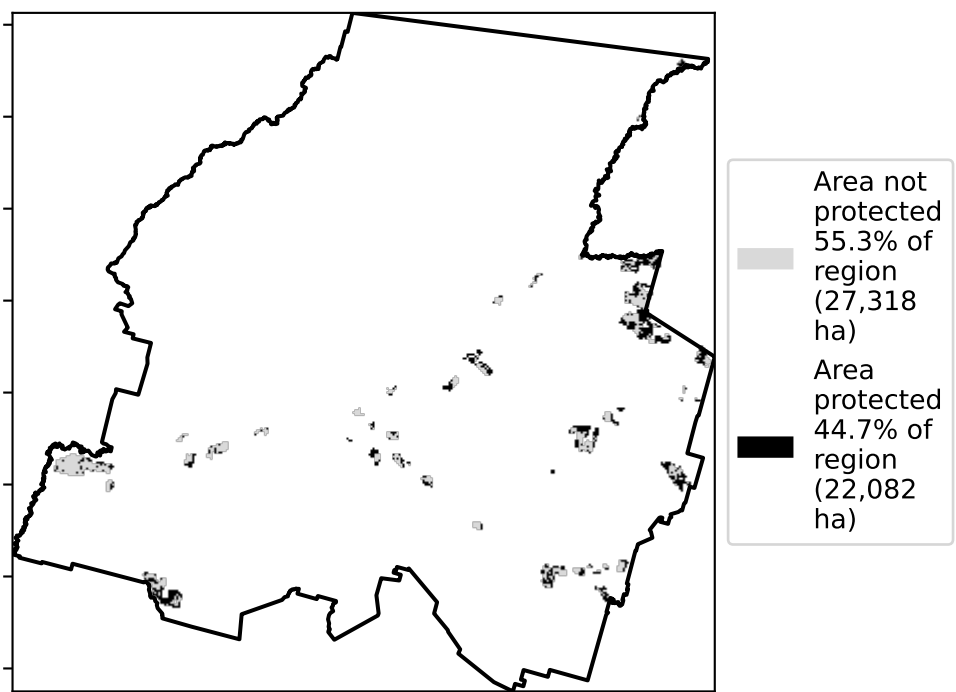 Area not
protected
55.3% of
region
(27,318
ha)
Area
protected
44.7% of
region
(22,082
ha)